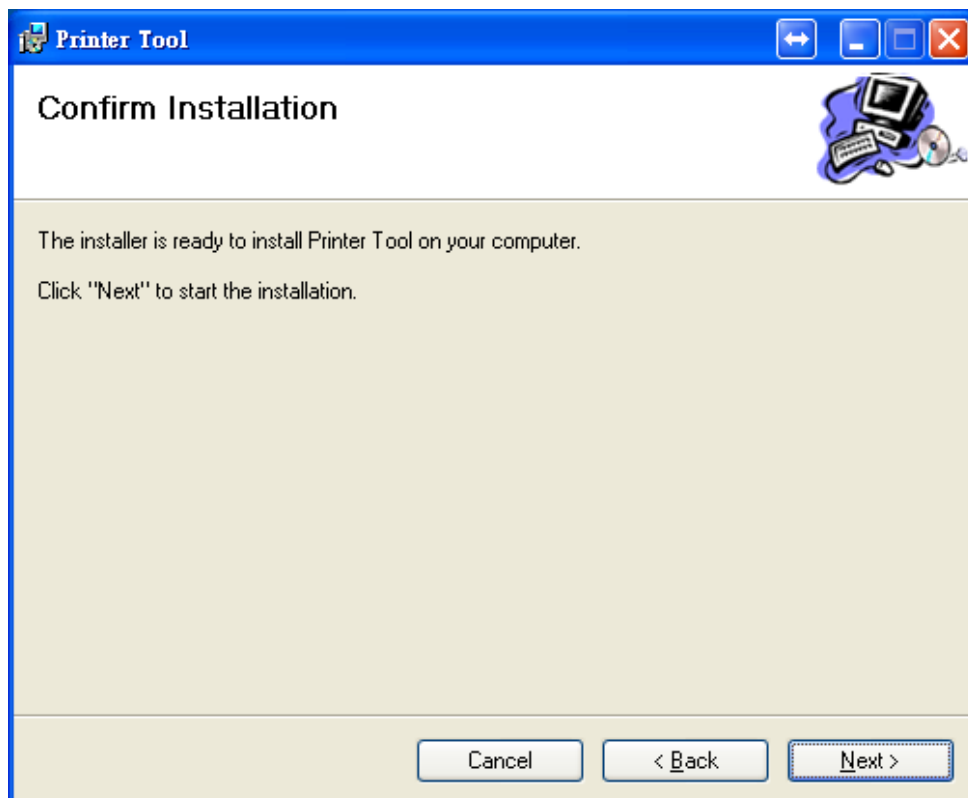 Printer Tool
Confirm Installation
The installer is ready to install Printer Tool on your computer.
Click "Next" to start the installation.
Cancel
< Back
Next >